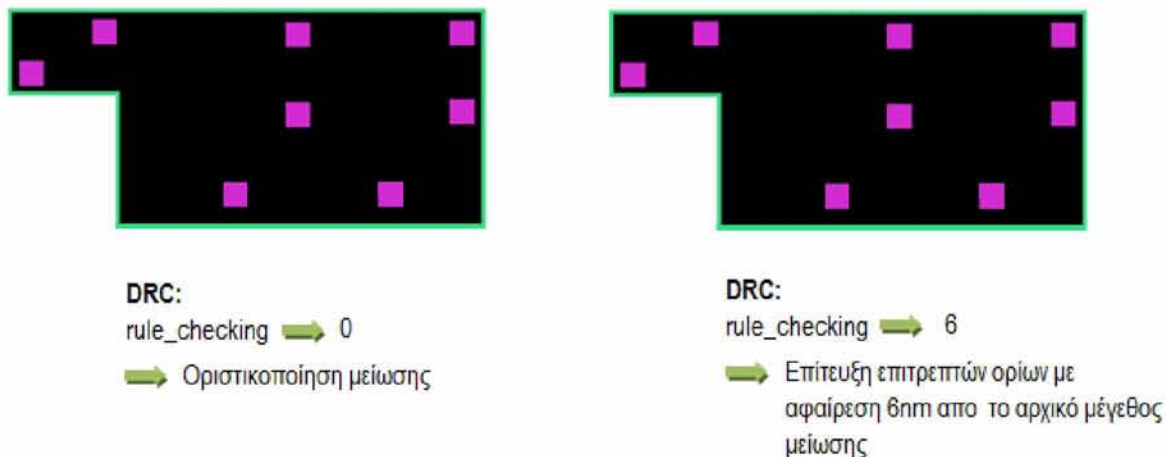 DRC:
rule_checking 0
Οριστικοποίηση μείωσης
DRC:
rule_checking 6
Επίτευξη επιτρεπτών ορίων με
αφαίρεση 6nm απο το αρχικό μέγεθος
μείωσης